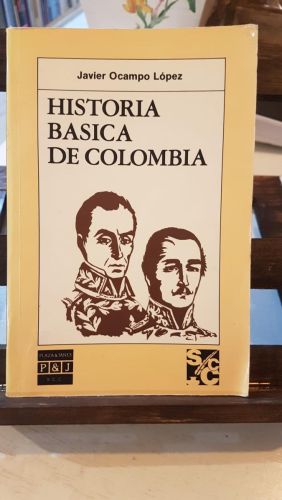 Javier Ocampo López
HISTORIA
BASICA
DE COLOMBIA
PLAZA & JANES
P&J
S/C
+C